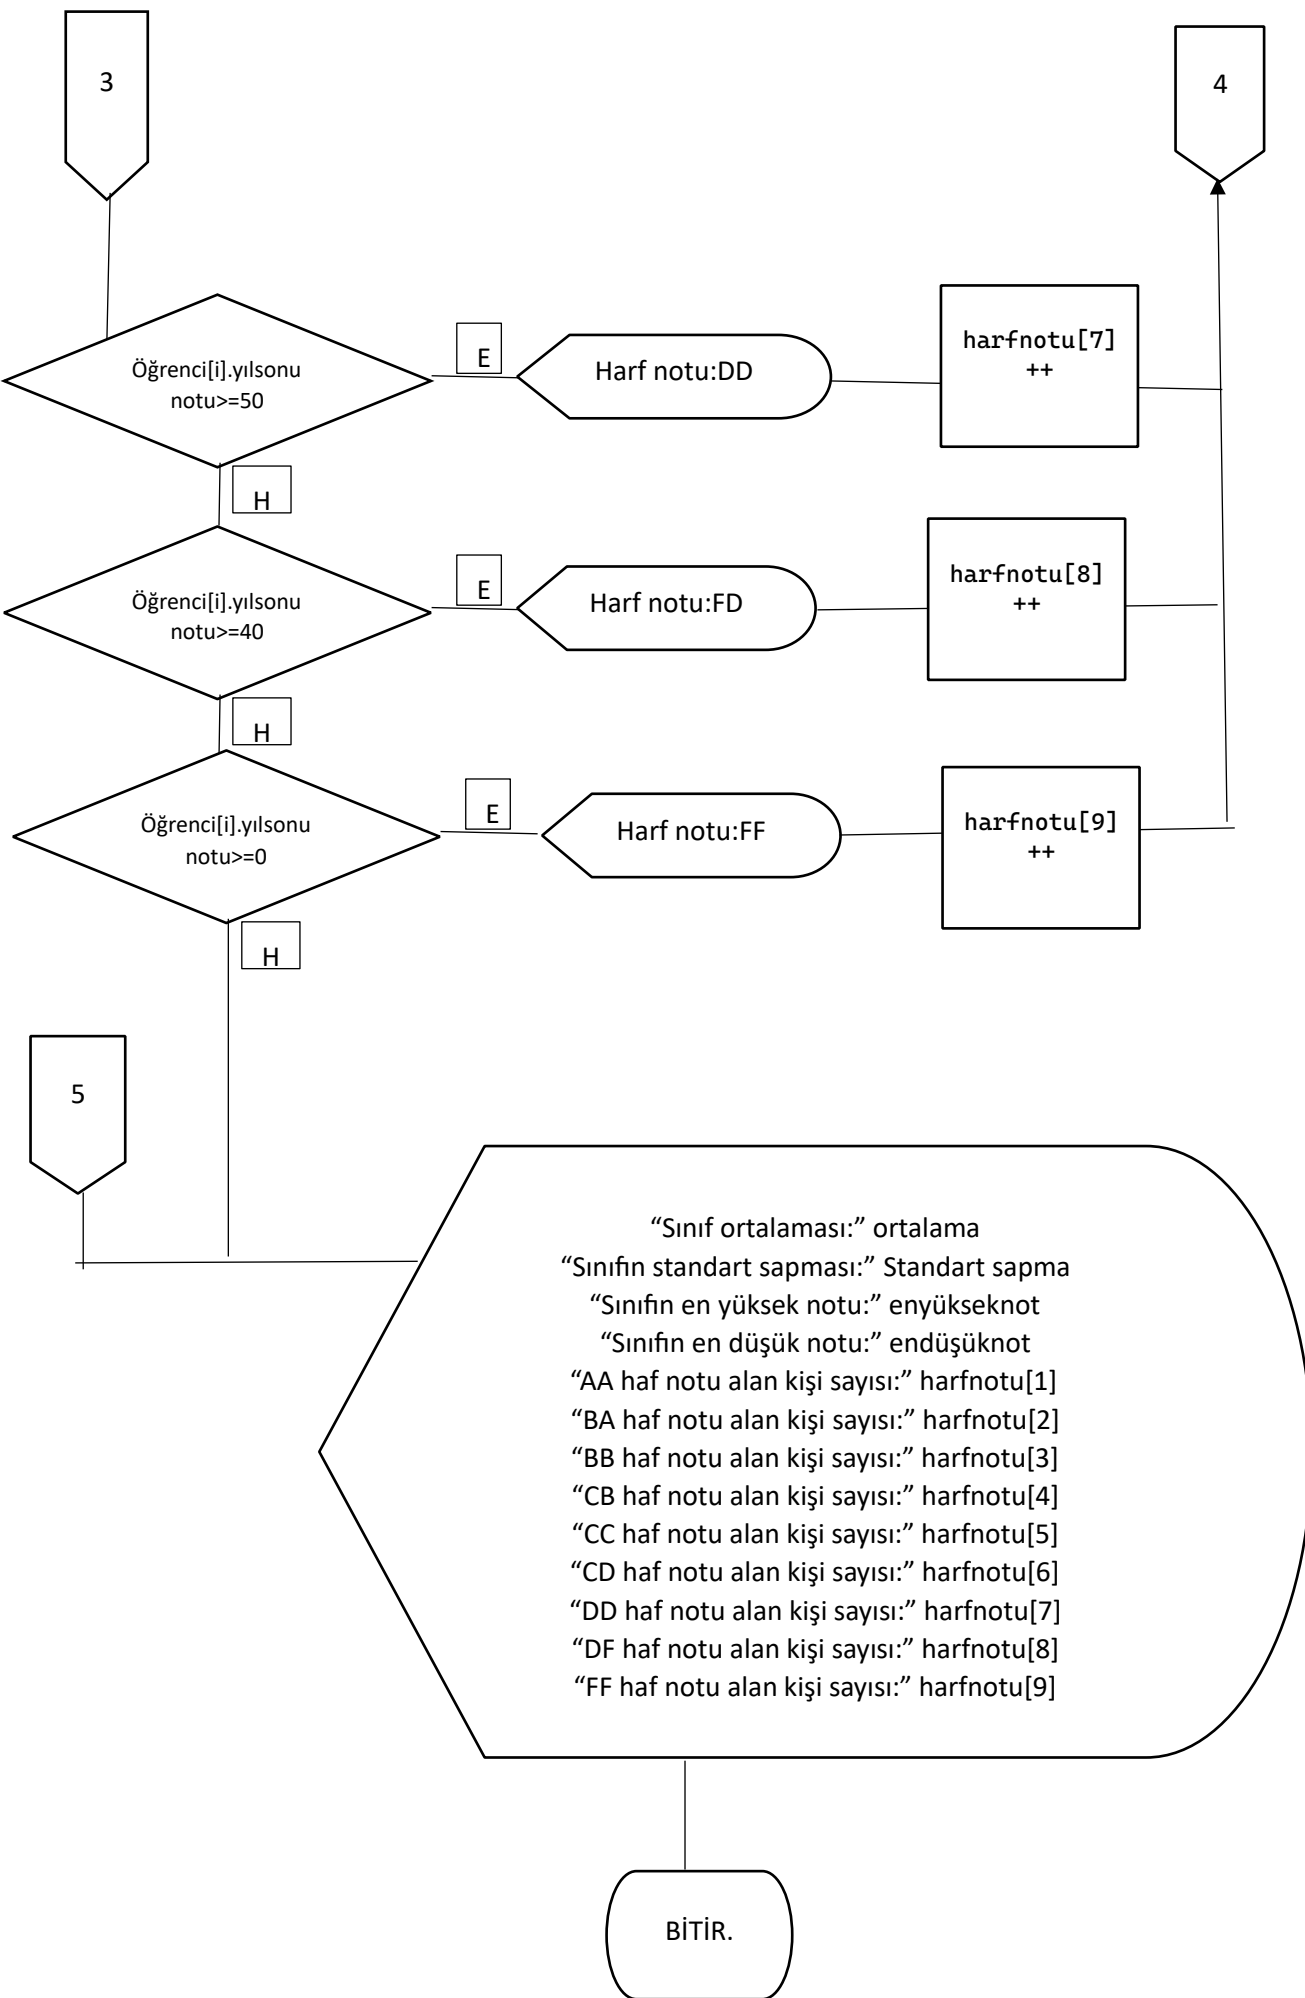 3
4
Öğrenci[i].yılsonu
notu>=50
E
Harf notu:DD
harfnotu[7]
++
H
Öğrenci[i].yılsonu
notu>=40
E
Harf notu:FD
harfnotu[8]
++
H
Öğrenci[i].yılsonu
notu>=0
E
Harf notu:FF
harfnotu[9]
++
H
5
“Sınıf ortalaması:” ortalama
“Sınıfın standart sapması:” Standart sapma
“Sınıfın en yüksek notu:” enyükseknot
“Sınıfın en düşük notu:” endüşüknot
“AA haf notu alan kişi sayısı:” harfnotu[1]
“BA haf notu alan kişi sayısı:” harfnotu[2]
“BB haf notu alan kişi sayısı:” harfnotu[3]
“CB haf notu alan kişi sayısı:” harfnotu[4]
“CC haf notu alan kişi sayısı:” harfnotu[5]
“CD haf notu alan kişi sayısı:” harfnotu[6]
“DD haf notu alan kişi sayısı:” harfnotu[7]
“DF haf notu alan kişi sayısı:” harfnotu[8]
“FF haf notu alan kişi sayısı:” harfnotu[9]
BİTİR.